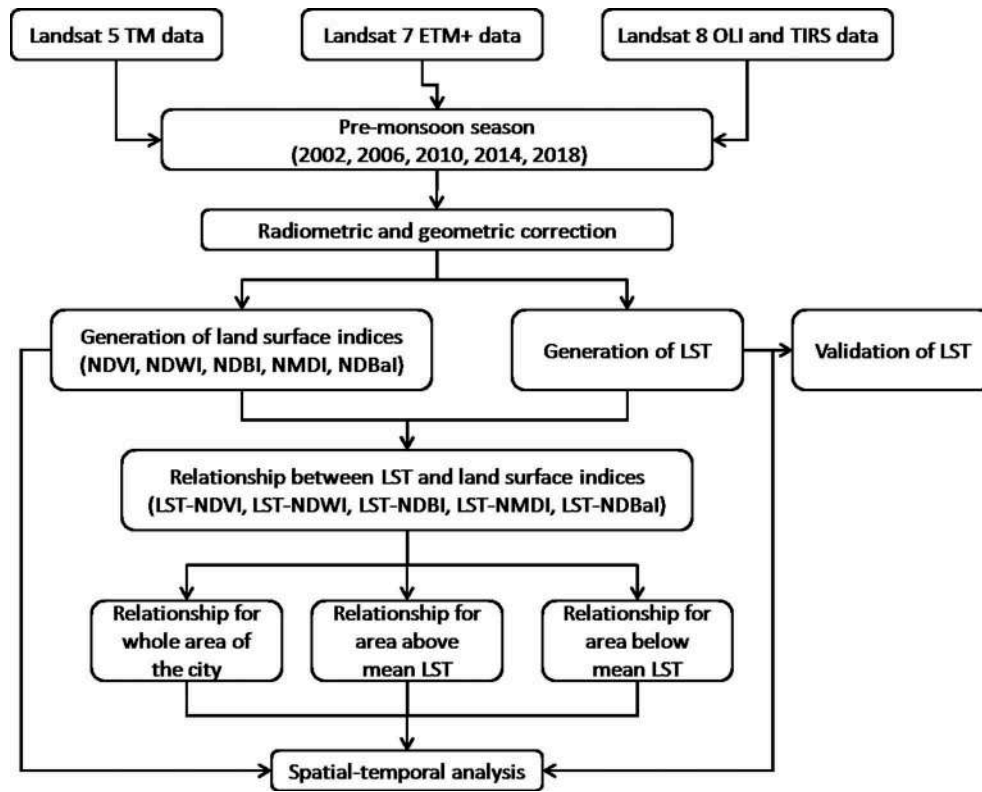 Landsat 5 TM data
Landsat 7 ETM+ data
Landsat 8 OLI and TIRS data
Pre-monsoon season
(2002, 2006, 2010, 2014, 2018)
Radiometric and geometric correction
Generation of land surface indices
(NDVI, NDWI, NDBI, NMDI, NDBaI)
Generation of LST
Validation of LST
Relationship between LST and land surface indices
(LST-NDVI, LST-NDWI, LST-NDBI, LST-NMDI, LST-NDBaI)
Relationship for
whole area of
the city
Relationship for
area above
mean LST
Relationship for
area below
mean LST
Spatial-temporal analysis